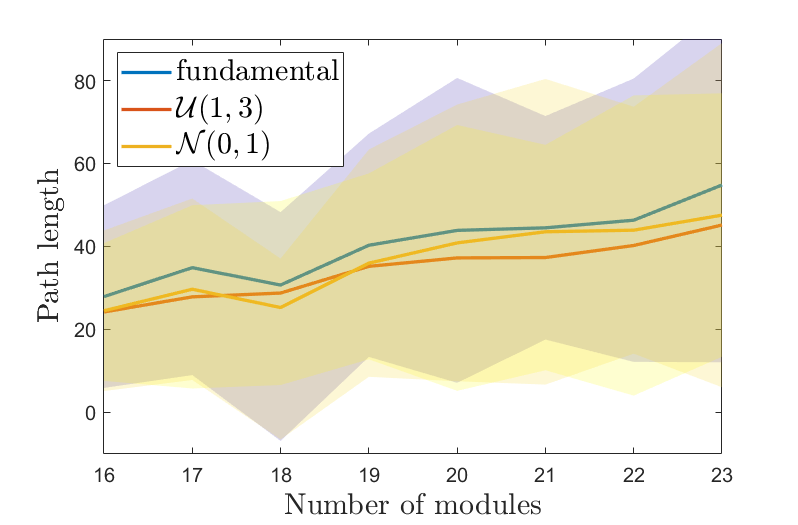 fundamental
𝒰(1, 3)
𝒩(0, 1)
80
60
40
20
0
Path length
16 17 18 19 20 21 22 23
Number of modules